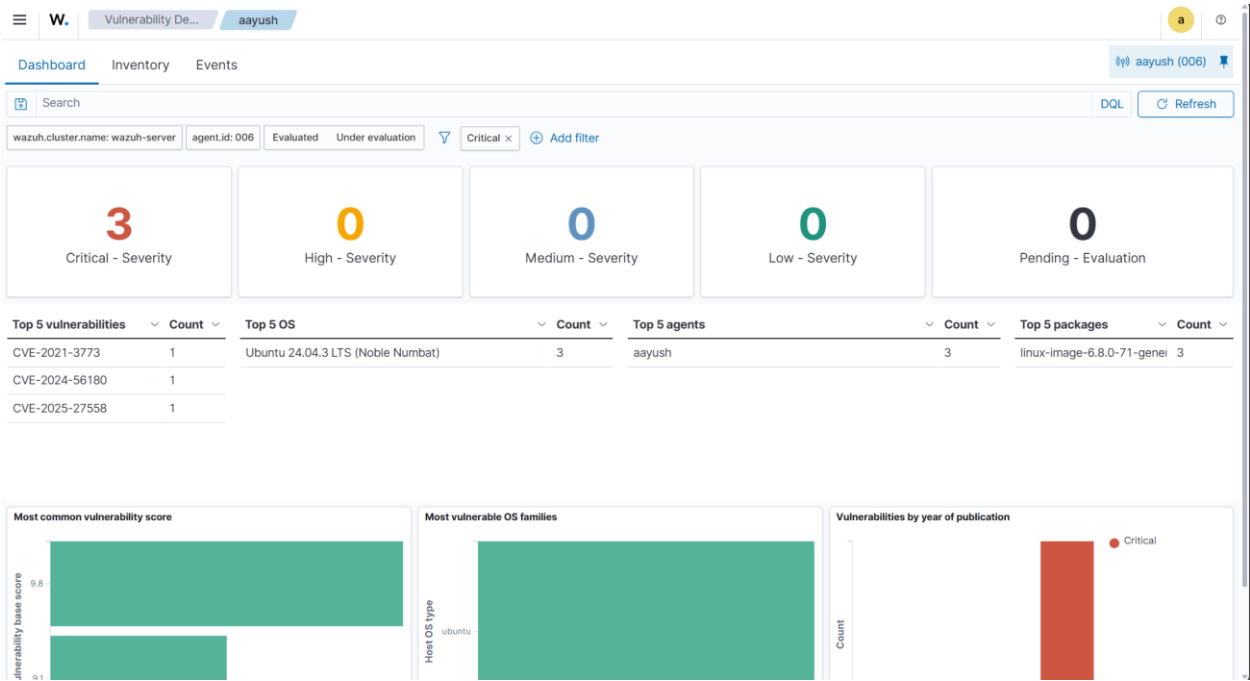 W. Vulnerability De... aayush a
Dashboard Inventory Events aayush (006)
Search DQL Refresh
wazuh.cluster.name: wazuh-server agent.id: 006 Evaluated Under evaluation Critical × Add filter
3 0 0 0 0
Critical - Severity High - Severity Medium - Severity Low - Severity Pending - Evaluation
Top 5 vulnerabilities Count Top 5 OS Count Top 5 agents Count Top 5 packages Count
CVE-2021-3773 1 Ubuntu 24.04.3 LTS (Noble Numbat) 3 aayush 3 linux-image-6.8.0-71-gener 3
CVE-2024-56180 1
CVE-2025-27558 1
Most common vulnerability score Most vulnerable OS families Vulnerabilities by year of publication
Critical
9.8
ulnerability base score
9.1
Host OS type
ubuntu
Count